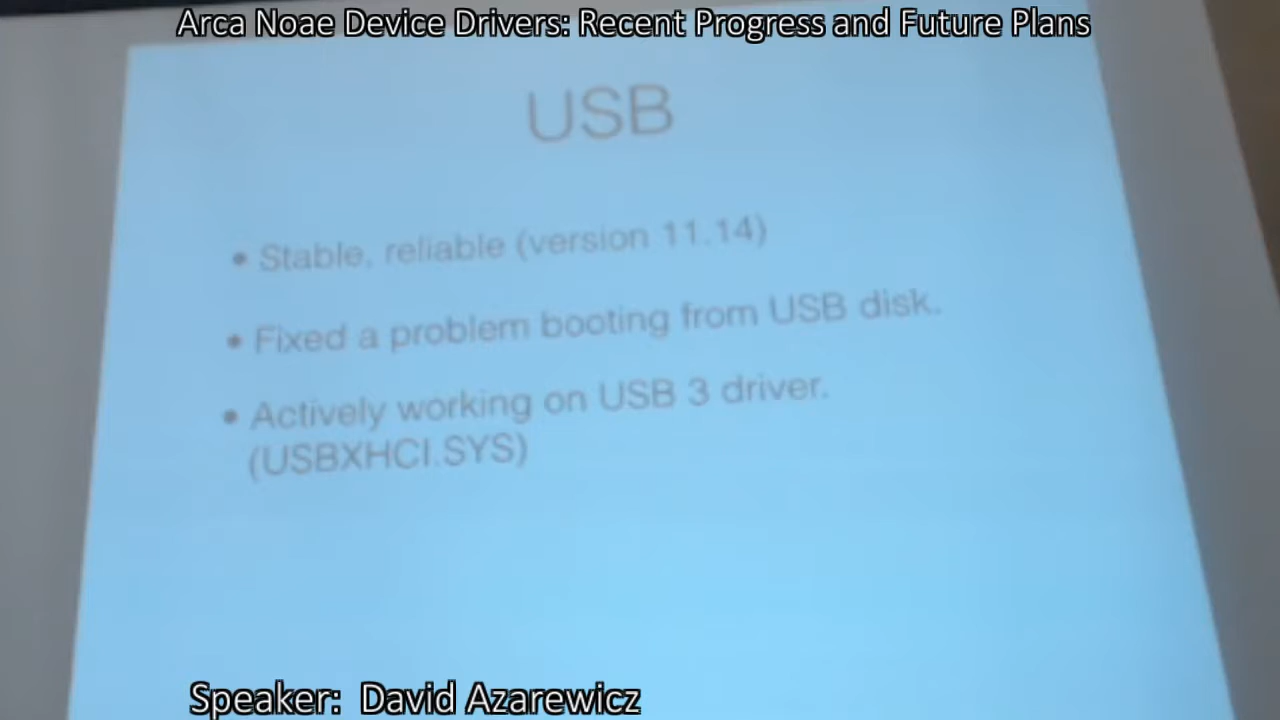 Arca Noae Device Drivers: Recent Progress and Future Plans
USB
• Stable, reliable (version 11.14)
• Fixed a problem booting from USB disk.
• Actively working on USB 3 driver.
(USBXHCI.SYS)
Speaker: David Azarewicz